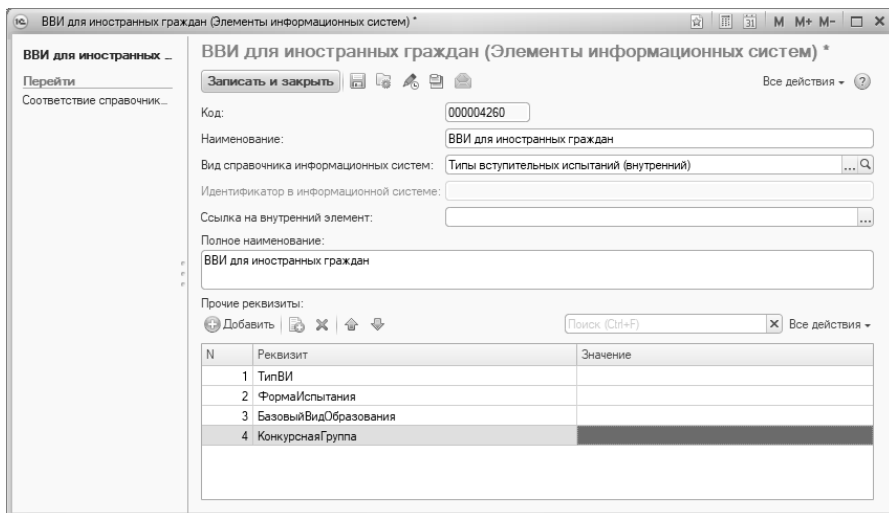 ВВИ для иностранных граждан (Элементы информационных систем) *
31 M M+ M-
ВВИ для иностранных ...
Перейти
Соответствие справочник...
ВВИ для иностранных граждан (Элементы информационных систем) *
Записать и закрыть
Все действия
?
Код: 000004260
Наименование: ВВИ для иностранных граждан
Вид справочника информационных систем: Типы вступительных испытаний (внутренний) ...
Идентификатор в информационной системе:
Ссылка на внутренний элемент: ...
Полное наименование:
ВВИ для иностранных граждан
Прочие реквизиты:
Добавить
Поиск (Ctrl+F)
Все действия
N Реквизит Значение
1 ТипВИ
2 ФормаИспытания
3 БазовыйВидОбразования
4 КонкурснаяГруппа